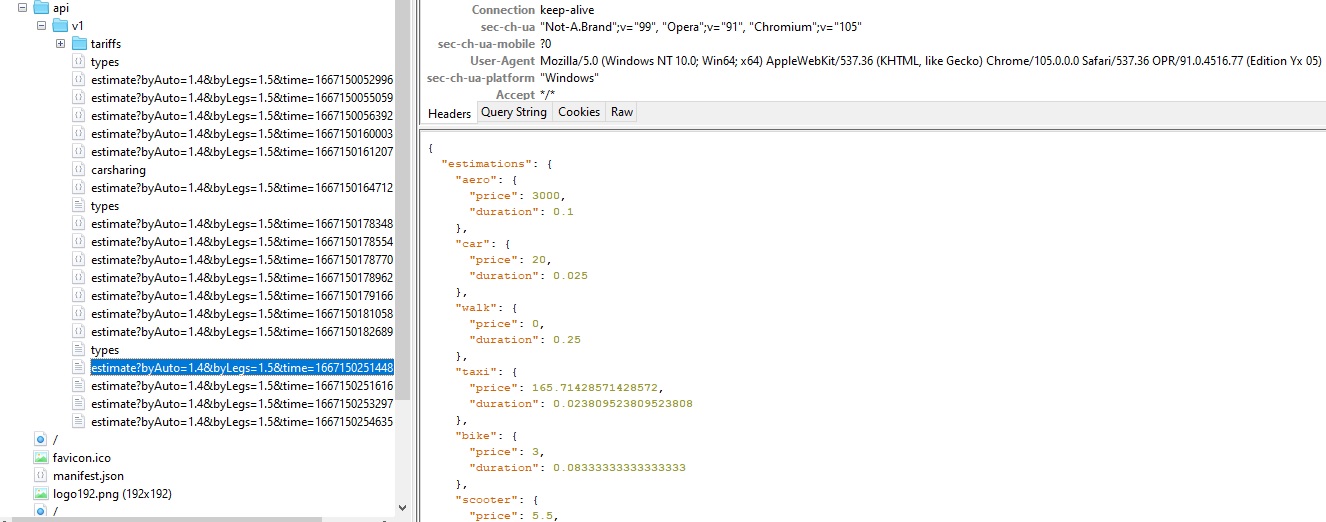 api
v1
tariffs
types
estimate?byAuto=1.4&byLegs=1.5&time=1667150052996
estimate?byAuto=1.4&byLegs=1.5&time=1667150055059
estimate?byAuto=1.4&byLegs=1.5&time=1667150056392
estimate?byAuto=1.4&byLegs=1.5&time=1667150160003
estimate?byAuto=1.4&byLegs=1.5&time=1667150161207
carsharing
estimate?byAuto=1.4&byLegs=1.5&time=1667150164712
types
estimate?byAuto=1.4&byLegs=1.5&time=1667150178348
estimate?byAuto=1.4&byLegs=1.5&time=1667150178554
estimate?byAuto=1.4&byLegs=1.5&time=1667150178770
estimate?byAuto=1.4&byLegs=1.5&time=1667150178962
estimate?byAuto=1.4&byLegs=1.5&time=1667150179166
estimate?byAuto=1.4&byLegs=1.5&time=1667150181058
estimate?byAuto=1.4&byLegs=1.5&time=1667150182689
types
estimate?byAuto=1.4&byLegs=1.5&time=1667150251448
estimate?byAuto=1.4&byLegs=1.5&time=1667150251616
estimate?byAuto=1.4&byLegs=1.5&time=1667150253297
estimate?byAuto=1.4&byLegs=1.5&time=1667150254635
/
favicon.ico
manifest.json
logo192.png (192x192)
/
Connection keep-alive
sec-ch-ua "Not-A.Brand";v="99", "Opera";v="91", "Chromium";v="105"
sec-ch-ua-mobile ?0
User-Agent Mozilla/5.0 (Windows NT 10.0; Win64; x64) AppleWebKit/537.36 (KHTML, like Gecko) Chrome/105.0.0.0 Safari/537.36 OPR/91.0.4516.77 (Edition Yx 05)
sec-ch-ua-platform "Windows"
Accept */*
Headers Query String Cookies Raw
{
"estimations": {
"aero": {
"price": 3000,
"duration": 0.1
},
"car": {
"price": 20,
"duration": 0.025
},
"walk": {
"price": 0,
"duration": 0.25
},
"taxi": {
"price": 165.71428571428572,
"duration": 0.023809523809523808
},
"bike": {
"price": 3,
"duration": 0.08333333333333333
},
"scooter": {
"price": 5.5,